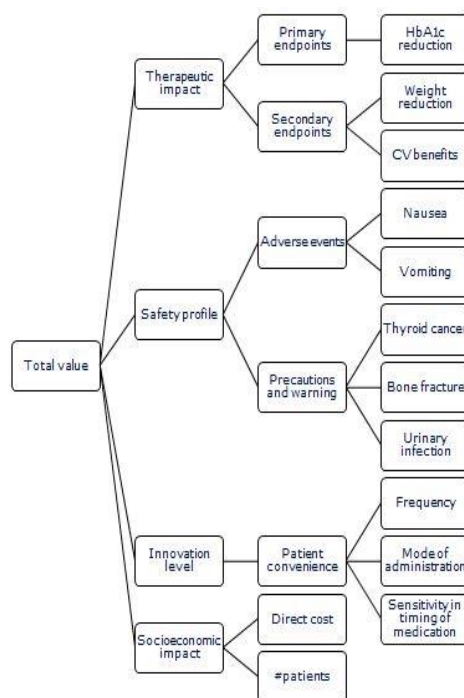 Total value
Therapeutic
impact
Primary
endpoints
HbA1c
reduction
Secondary
endpoints
Weight
reduction
CV benefits
Safety profile
Adverse events
Nausea
Vomiting
Precautions
and warning
Thyroid cancer
Bone fracture
Urinary
infection
Innovation
level
Patient
convenience
Frequency
Mode of
administration
Sensitivity in
timing of
medication
Socioeconomic
impact
Direct cost
#patients